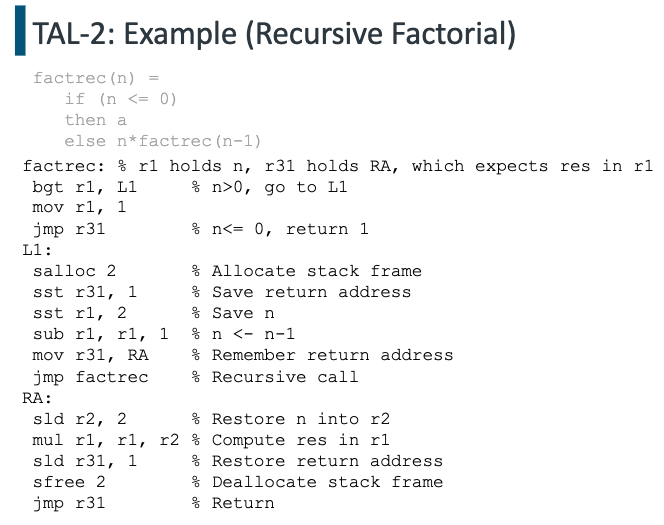 TAL-2: Example (Recursive Factorial)
factrec(n) =
if (n <= 0)
then a
else n*factrec(n-1)
factrec: % r1 holds n, r31 holds RA, which expects res in r1
bgt r1, L1 % n>0, go to L1
mov r1, 1
jmp r31 % n<= 0, return 1
L1:
salloc 2 % Allocate stack frame
sst r31, 1 % Save return address
sst r1, 2 % Save n
sub r1, r1, 1 % n <- n-1
mov r31, RA % Remember return address
jmp factrec % Recursive call
RA:
sld r2, 2 % Restore n into r2
mul r1, r1, r2 % Compute res in r1
sld r31, 1 % Restore return address
sfree 2 % Deallocate stack frame
jmp r31 % Return